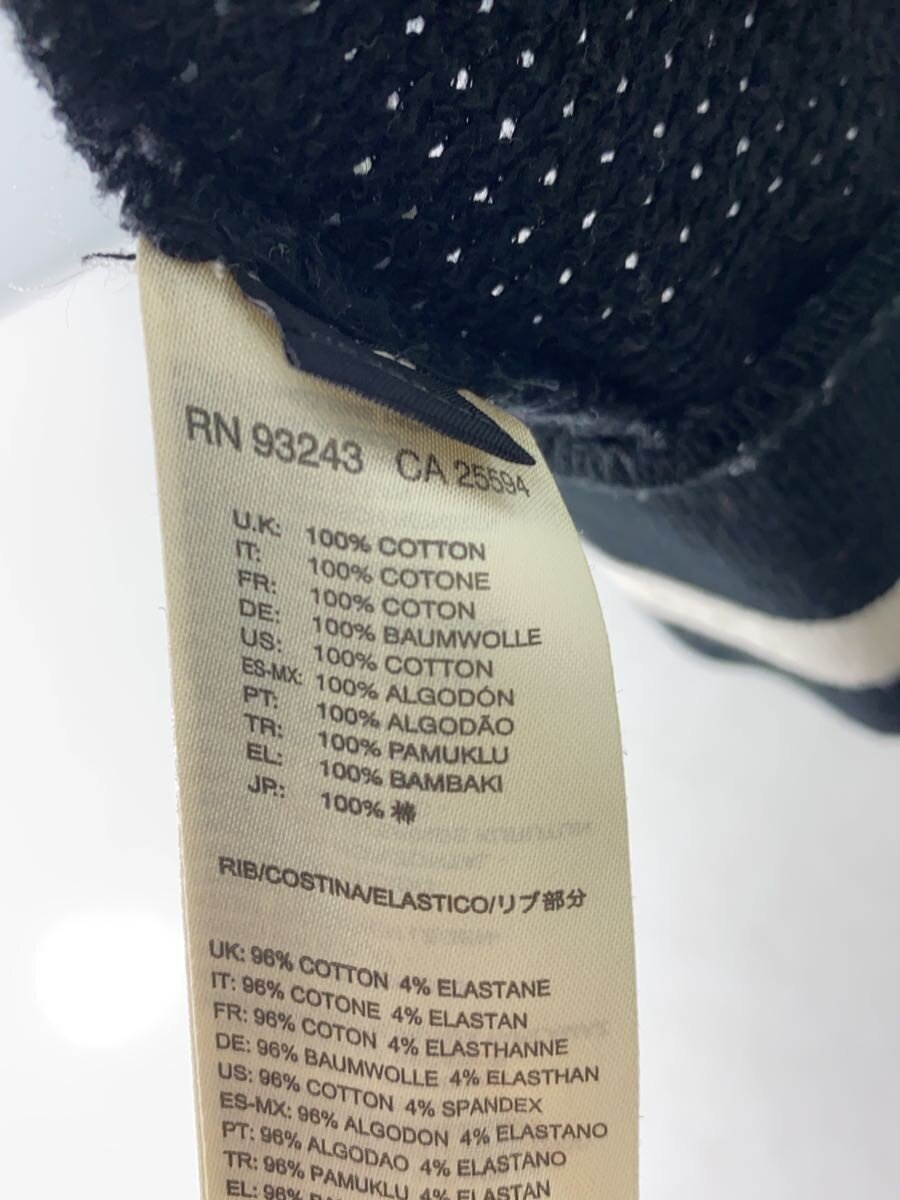 RN 93243 CA 25594
U.K: 100% COTTON
IT: 100% COTONE
FR: 100% COTON
DE: 100% BAUMWOLLE
US: 100% COTTON
ES-MX: 100% ALGODÓN
PT: 100% ALGODÃO
TR: 100% PAMUKLU
EL: 100% BAMBAKI
JP.: 100% 棉
RIB/COSTINA/ELASTICO/リブ部分
UK: 96% COTTON 4% ELASTANE
IT: 96% COTONE 4% ELASTAN
FR: 96% COTON 4% ELASTHANNE
DE: 96% BAUMWOLLE 4% ELASTHAN
US: 96% COTTON 4% SPANDEX
ES-MX: 96% ALGODON 4% ELASTANO
PT: 96% ALGODAO 4% ELASTANO
TR: 96% PAMUKLU 4% ELASTAN
EL: 96%